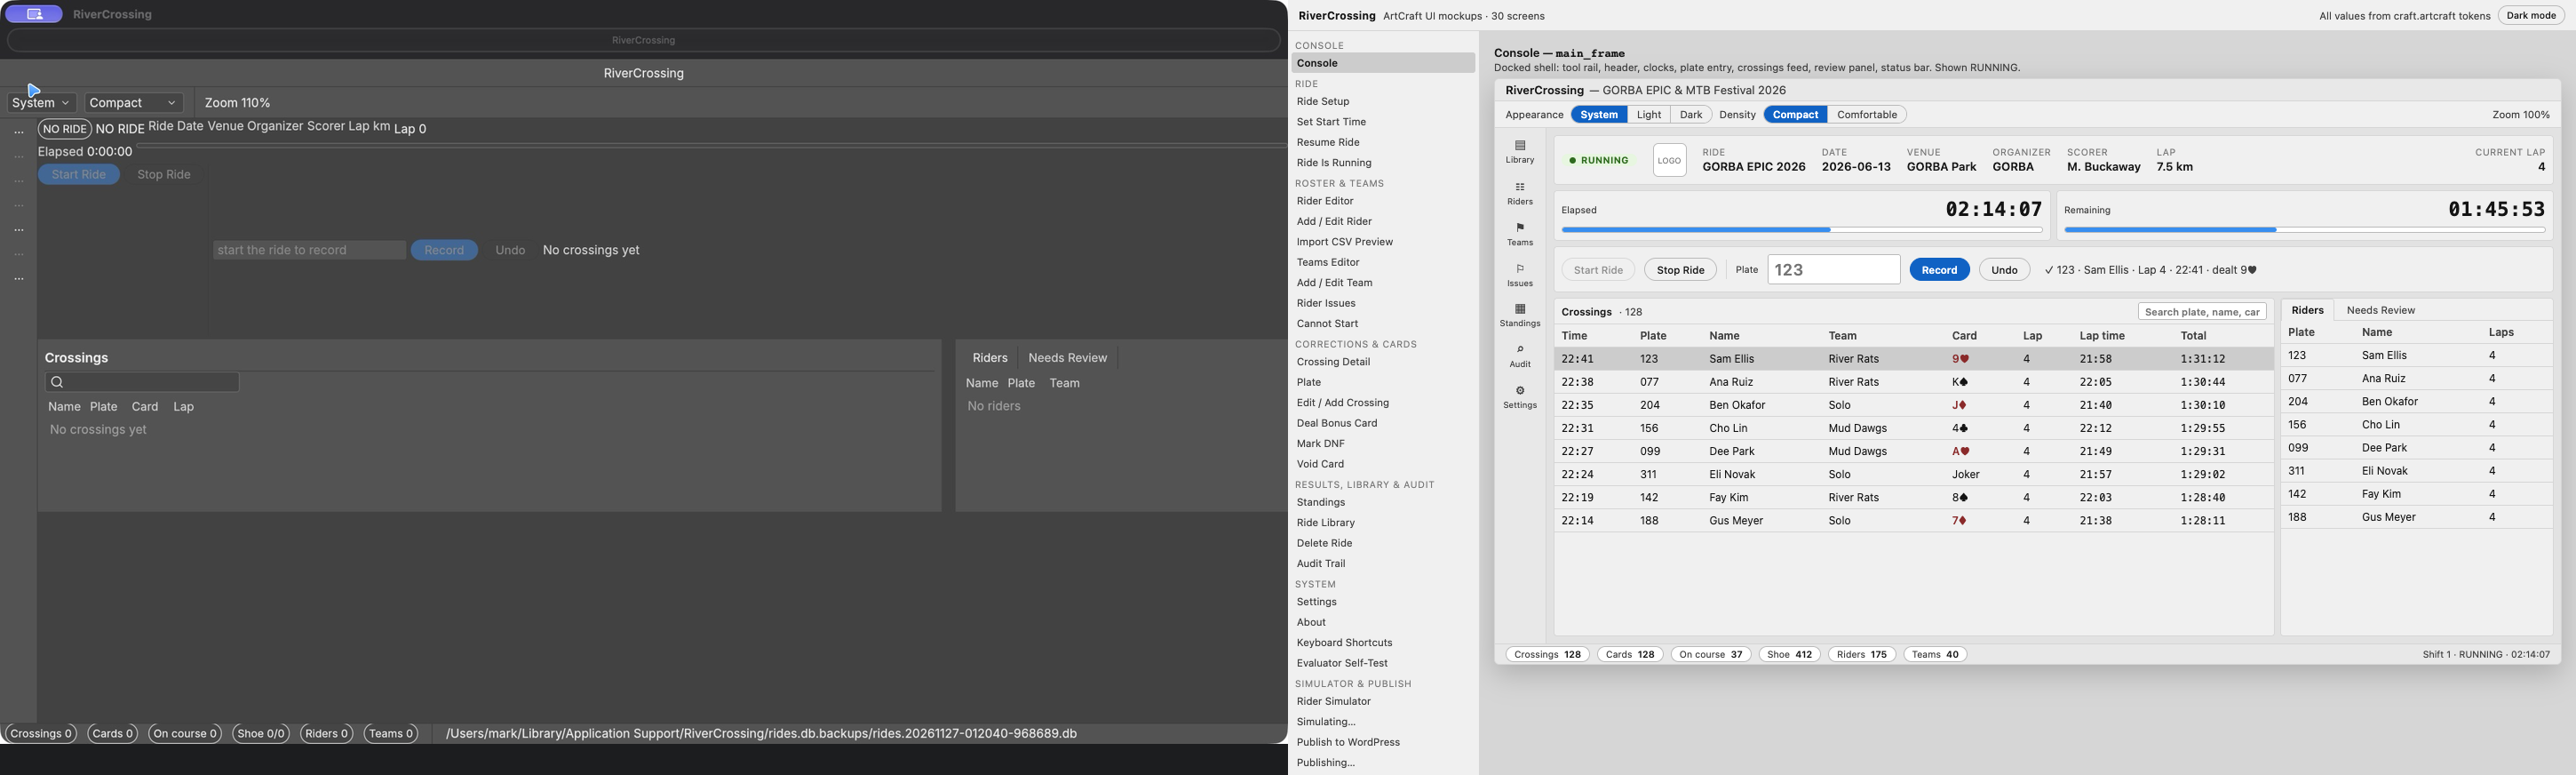 RiverCrossing
RiverCrossing
RiverCrossing
System Compact Zoom 110%
... NO RIDE NO RIDE Ride Date Venue Organizer Scorer Lap km Lap 0
... Elapsed 0:00:00
... Start Ride Stop Ride
...
... start the ride to record Record Undo No crossings yet
...
...
Crossings
Name Plate Card Lap
No crossings yet
Riders Needs Review
Name Plate Team
No riders
Crossings 0 Cards 0 On course 0 Shoe 0/0 Riders 0 Teams 0 /Users/mark/Library/Application Support/RiverCrossing/rides.db.backups/rides.20261127-012040-968689.db
RiverCrossing ArtCraft UI mockups · 30 screens All values from craft.artcraft tokens Dark mode
CONSOLE
Console
RIDE
Ride Setup
Set Start Time
Resume Ride
Ride Is Running
ROSTER & TEAMS
Rider Editor
Add / Edit Rider
Import CSV Preview
Teams Editor
Add / Edit Team
Rider Issues
Cannot Start
CORRECTIONS & CARDS
Crossing Detail
Plate
Edit / Add Crossing
Deal Bonus Card
Mark DNF
Void Card
RESULTS, LIBRARY & AUDIT
Standings
Ride Library
Delete Ride
Audit Trail
SYSTEM
Settings
About
Keyboard Shortcuts
Evaluator Self-Test
SIMULATOR & PUBLISH
Rider Simulator
Simulating...
Publish to WordPress
Publishing...
Console — main_frame
Docked shell: tool rail, header, clocks, plate entry, crossings feed, review panel, status bar. Shown RUNNING.
RiverCrossing — GORBA EPIC & MTB Festival 2026
Appearance System Light Dark Density Compact Comfortable Zoom 100%
Library
Riders
Teams
Issues
Standings
Audit
Settings
● RUNNING LOGO
RIDE DATE VENUE ORGANIZER SCORER LAP CURRENT LAP
GORBA EPIC 2026 2026-06-13 GORBA Park GORBA M. Buckaway 7.5 km 4
Elapsed 02:14:07 Remaining 01:45:53
Start Ride Stop Ride Plate 123 Record Undo ✓ 123 · Sam Ellis · Lap 4 · 22:41 · dealt 9♥
Crossings · 128 Search plate, name, car
Time Plate Name Team Card Lap Lap time Total
22:41 123 Sam Ellis River Rats 9♥ 4 21:58 1:31:12
22:38 077 Ana Ruiz River Rats K♠ 4 22:05 1:30:44
22:35 204 Ben Okafor Solo J♦ 4 21:40 1:30:10
22:31 156 Cho Lin Mud Dawgs 4♣ 4 22:12 1:29:55
22:27 099 Dee Park Mud Dawgs A♥ 4 21:49 1:29:31
22:24 311 Eli Novak Solo Joker 4 21:57 1:29:02
22:19 142 Fay Kim River Rats 8♠ 4 22:03 1:28:40
22:14 188 Gus Meyer Solo 7♦ 4 21:38 1:28:11
Riders Needs Review
Plate Name Laps
123 Sam Ellis 4
077 Ana Ruiz 4
204 Ben Okafor 4
156 Cho Lin 4
099 Dee Park 4
311 Eli Novak 4
142 Fay Kim 4
188 Gus Meyer 4
Crossings 128 Cards 128 On course 37 Shoe 412 Riders 175 Teams 40 Shift 1 · RUNNING · 02:14:07